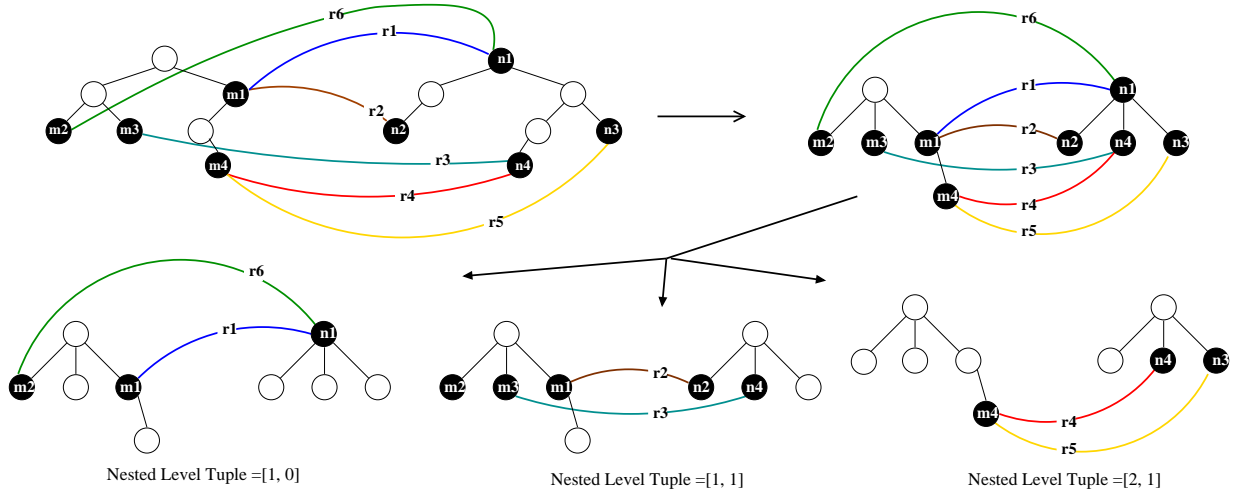 r6
r1
n1
m1
r2
m2
m3
n2
n3
r3
m4
n4
r4
r5
r6
r1
n1
r2
m2
m3
m1
n2
n4
n3
r3
m4
r4
r5
r6
r1
n1
m2
m1
Nested Level Tuple =[1, 0]
r2
m2
m3
m1
n2
n4
r3
Nested Level Tuple =[1, 1]
n4
n3
m4
r4
r5
Nested Level Tuple =[2, 1]